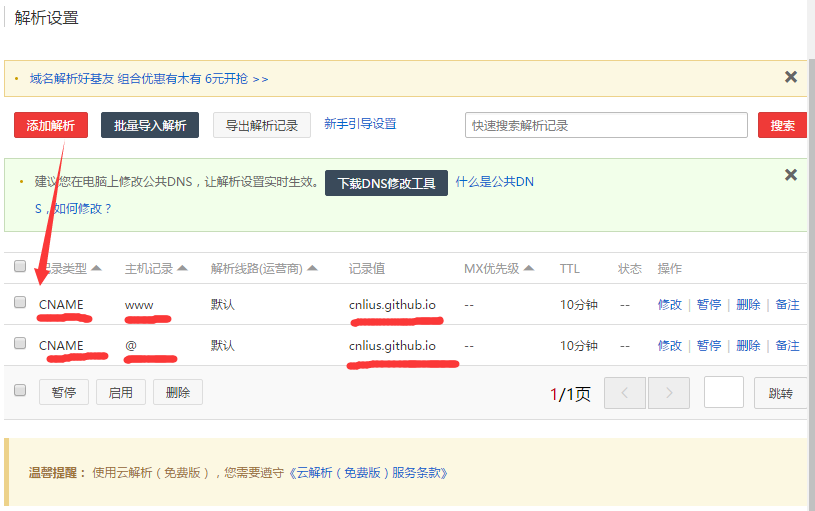 解析设置
域名解析好基友 组合优惠有木有 6元开抢 >>
添加解析 批量导入解析 导出解析记录 新手引导设置 快速搜索解析记录 搜索
建议您在电脑上修改公共DNS，让解析设置实时生效。 下载DNS修改工具 什么是公共DN
S，如何修改？
录类型 主机记录 解析线路(运营商) 记录值 MX优先级 TTL 状态 操作
CNAME www 默认 cnlius.github.io -- 10分钟 -- 修改 | 暂停 | 删除 | 备注
CNAME @ 默认 cnlius.github.io -- 10分钟 -- 修改 | 暂停 | 删除 | 备注
暂停 启用 删除 1/1页 跳转
温馨提醒： 使用云解析（免费版），您需要遵守《云解析（免费版）服务条款》